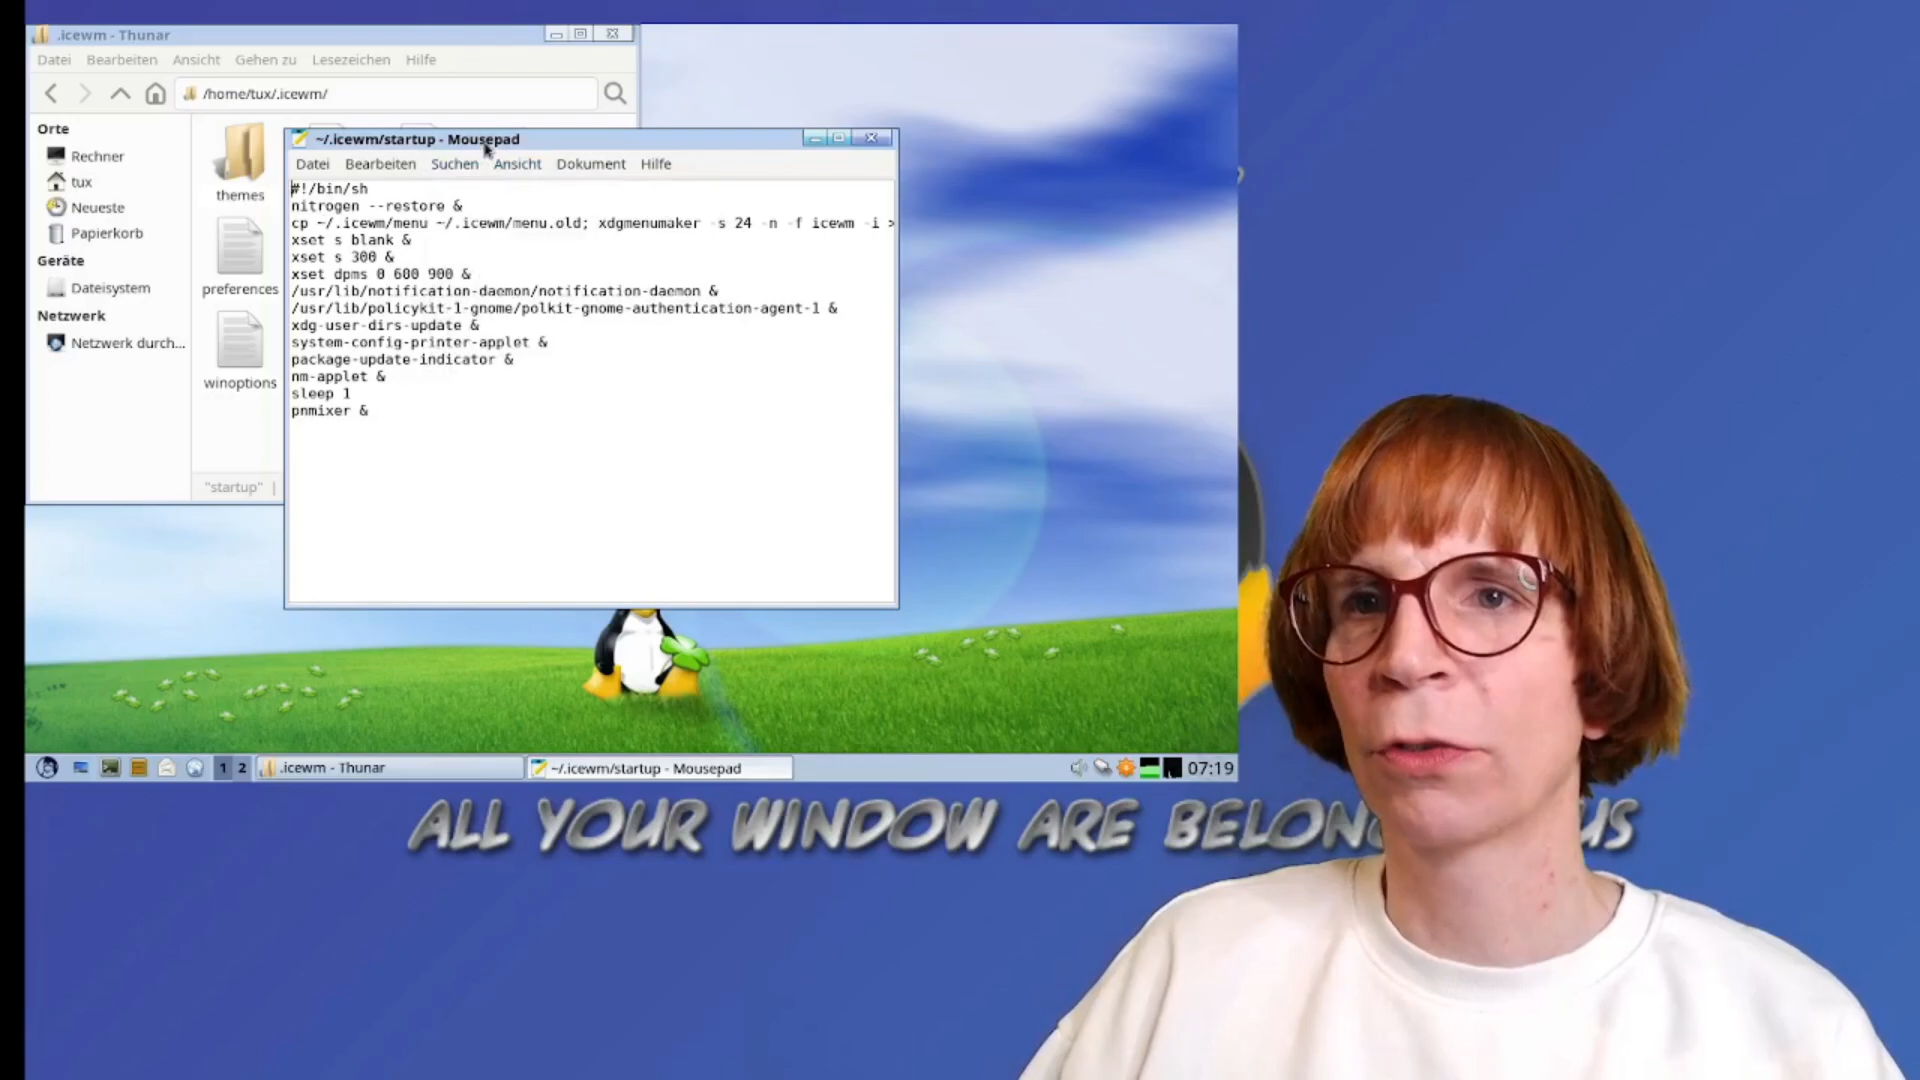 .icewm - Thunar
Datei Bearbeiten Ansicht Gehen zu Lesezeichen Hilfe
/home/tux/.icewm/
Orte
Rechner
tux
Neueste
Papierkorb
Geräte
Dateisystem
Netzwerk
Netzwerk durch...
themes
preferences
winoptions
"startup" |
~/.icewm/startup - Mousepad
Datei Bearbeiten Suchen Ansicht Dokument Hilfe
#!/bin/sh
nitrogen --restore &
cp ~/.icewm/menu ~/.icewm/menu.old; xdgmenumaker -s 24 -n -f icewm -i >
xset s blank &
xset s 300 &
xset dpms 0 600 900 &
/usr/lib/notification-daemon/notification-daemon &
/usr/lib/policykit-1-gnome/polkit-gnome-authentication-agent-1 &
xdg-user-dirs-update &
system-config-printer-applet &
package-update-indicator &
nm-applet &
sleep 1
pnmixer &
1 2 .icewm - Thunar ~/.icewm/startup - Mousepad 07:19
ALL YOUR WINDOW ARE BELONG US